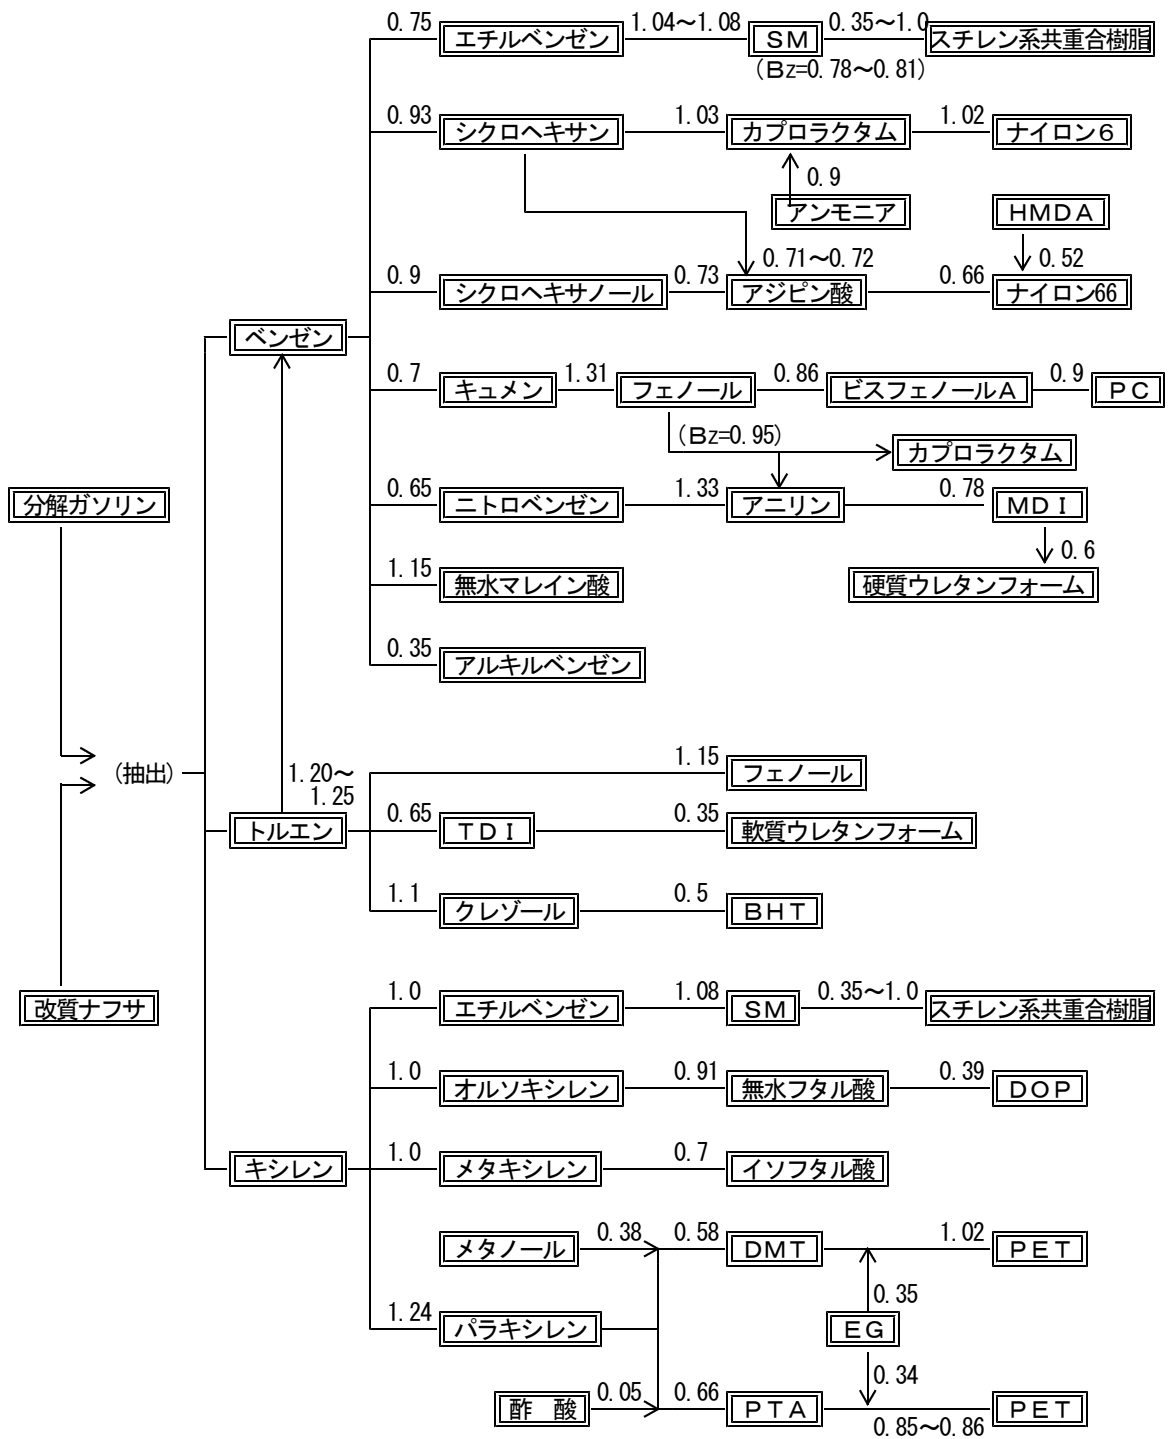 0.75 エチルベンゼン 1.04～1.08 ＳＭ 0.35～1.0 スチレン系共重合樹脂
（Ｂz=0.78～0.81）
0.93 シクロヘキサン 1.03 カプロラクタム 1.02 ナイロン６
0.9
アンモニア ＨＭＤＡ
0.71～0.72 0.52
0.9 シクロヘキサノール 0.73 アジピン酸 0.66 ナイロン66
ベンゼン
0.7 キュメン 1.31 フェノール 0.86 ビスフェノールＡ 0.9 ＰＣ
（Ｂz=0.95）
カプロラクタム
分解ガソリン 0.65 ニトロベンゼン 1.33 アニリン 0.78 ＭＤＩ
0.6
1.15 無水マレイン酸 硬質ウレタンフォーム
0.35 アルキルベンゼン
（抽出） 1.20～
1.25
1.15 フェノール
トルエン 0.65 ＴＤＩ 0.35 軟質ウレタンフォーム
1.1 クレゾール 0.5 ＢＨＴ
改質ナフサ 1.0 エチルベンゼン 1.08 ＳＭ 0.35～1.0 スチレン系共重合樹脂
1.0 オルソキシレン 0.91 無水フタル酸 0.39 ＤＯＰ
キシレン 1.0 メタキシレン 0.7 イソフタル酸
メタノール 0.38 0.58 ＤＭＴ 1.02 ＰＥＴ
0.35
1.24 パラキシレン ＥＧ
0.34
酢　酸 0.05 0.66 ＰＴＡ 0.85～0.86 ＰＥＴ